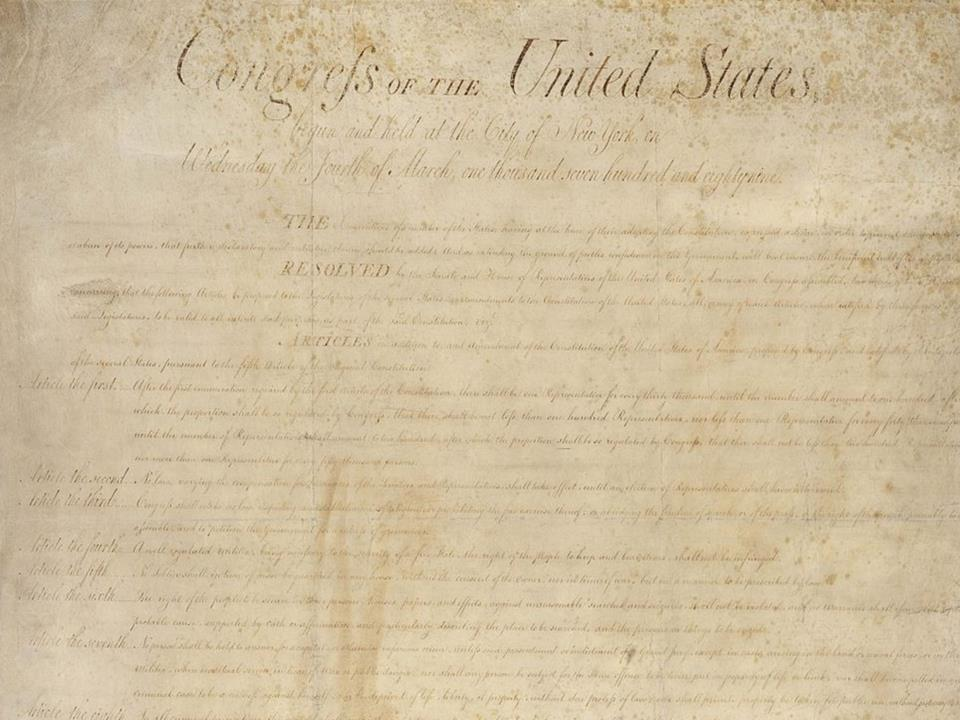 Congress OF THE United States,
begun and held at the City of New York, on
Wednesday the fourth of March, one thousand seven hundred and eighty nine.
THE Conventions of a number of the States, having at the time of their adopting the Constitution, expressed a desire, in order to prevent
abuse of its powers, that further declaratory and restrictive clauses should be added: And as extending the ground of public confidence in the Government, will best ensure the beneficent ends of
RESOLVED by the Senate and House of Representatives of the United States of America, in Congress assembled, two thirds of
concurring, that the following Articles be proposed to the Legislatures of the several States, as amendments to the Constitution of the United States, all, or any of which Articles, when ratified by three fourths
said Legislatures, to be valid to all intents and purposes, as part of the said Constitution; vizt
ARTICLES in addition to, and amendment of the Constitution of the United States of America, proposed by Congress, and ratified by
of the several States, pursuant to the fifth Article of the original Constitution.
Article the first... After the first enumeration required by the first Article of the Constitution, there shall be one Representative for every thirty thousand, until the number shall amount to one hundred,
which, the proportion shall be so regulated by Congress, that there shall be not less than one hundred Representatives, nor less than one Representative for every forty thousand
until the number of Representatives shall amount to two hundred, after which the proportion shall be so regulated by Congress, that there shall not be less than two hundred
nor more than one Representative for every fifty thousand persons.
Article the second... No law, varying the compensation for the services of the Senators and Representatives, shall take effect, until an election of Representatives shall have intervened.
Article the third... Congress shall make no law respecting an establishment of religion, or prohibiting the free exercise thereof; or abridging the freedom of speech, or of the press; or the right of the people peaceably to
assemble, and to petition the Government for a redress of grievances.
Article the fourth... A well regulated Militia, being necessary to the security of a free State, the right of the people to keep and bear Arms, shall not be infringed.
Article the fifth... No Soldier shall, in time of peace be quartered in any house, without the consent of the owner, nor in time of war, but in a manner to be prescribed by law.
Article the sixth... The right of the people to be secure in their persons, houses, papers, and effects, against unreasonable searches and seizures, shall not be violated, and no Warrants shall issue, but upon
probable cause, supported by oath or affirmation, and particularly describing the place to be searched, and the persons or things to be seized.
Article the seventh... No person shall be held to answer for a capital, or otherwise infamous crime, unless on a presentment or indictment of a Grand Jury, except in cases arising in the land or naval forces, or in the
Militia, when in actual service in time of War or public danger; nor shall any person be subject for the same offence to be twice put in jeopardy of life or limb; nor shall be compelled in any
criminal case to be a witness against himself, nor be deprived of life, liberty, or property, without due process of law; nor shall private property be taken for public use, without just
Article the eighth... In all criminal